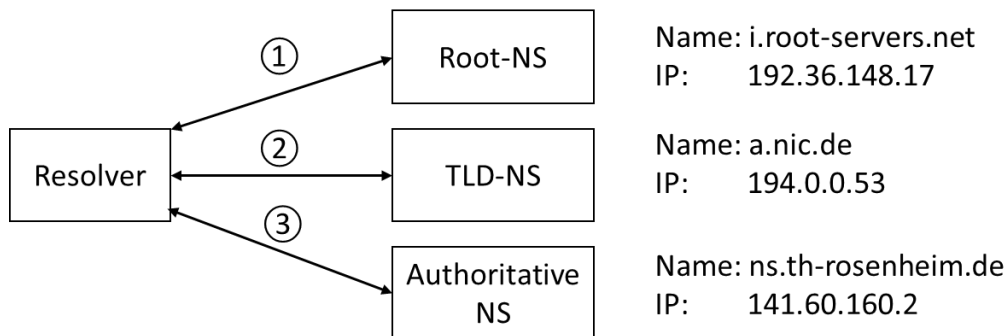 ①
Root-NS
Name: i.root-servers.net
IP: 192.36.148.17
Resolver
②
TLD-NS
Name: a.nic.de
IP: 194.0.0.53
③
Authoritative
NS
Name: ns.th-rosenheim.de
IP: 141.60.160.2